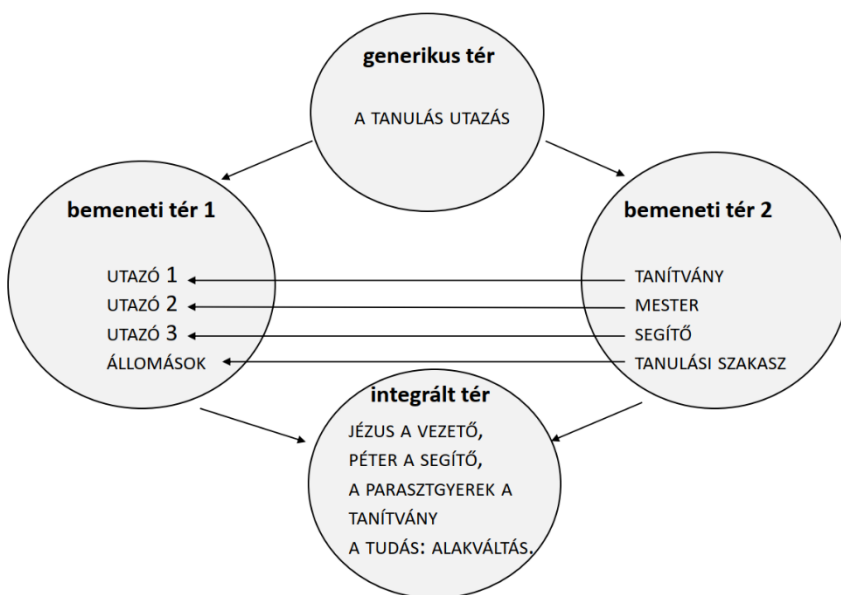 generikus tér
A TANULÁS UTAZÁS
bemeneti tér 1
UTAZÓ 1
UTAZÓ 2
UTAZÓ 3
ÁLLOMÁSOK
bemeneti tér 2
TANÍTVÁNY
MESTER
SEGÍTŐ
TANULÁSI SZAKASZ
integrált tér
JÉZUS A VEZETŐ,
PÉTER A SEGÍTŐ,
A PARASZTGYEREK A
TANÍTVÁNY
A TUDÁS: ALAKVÁLTÁS.